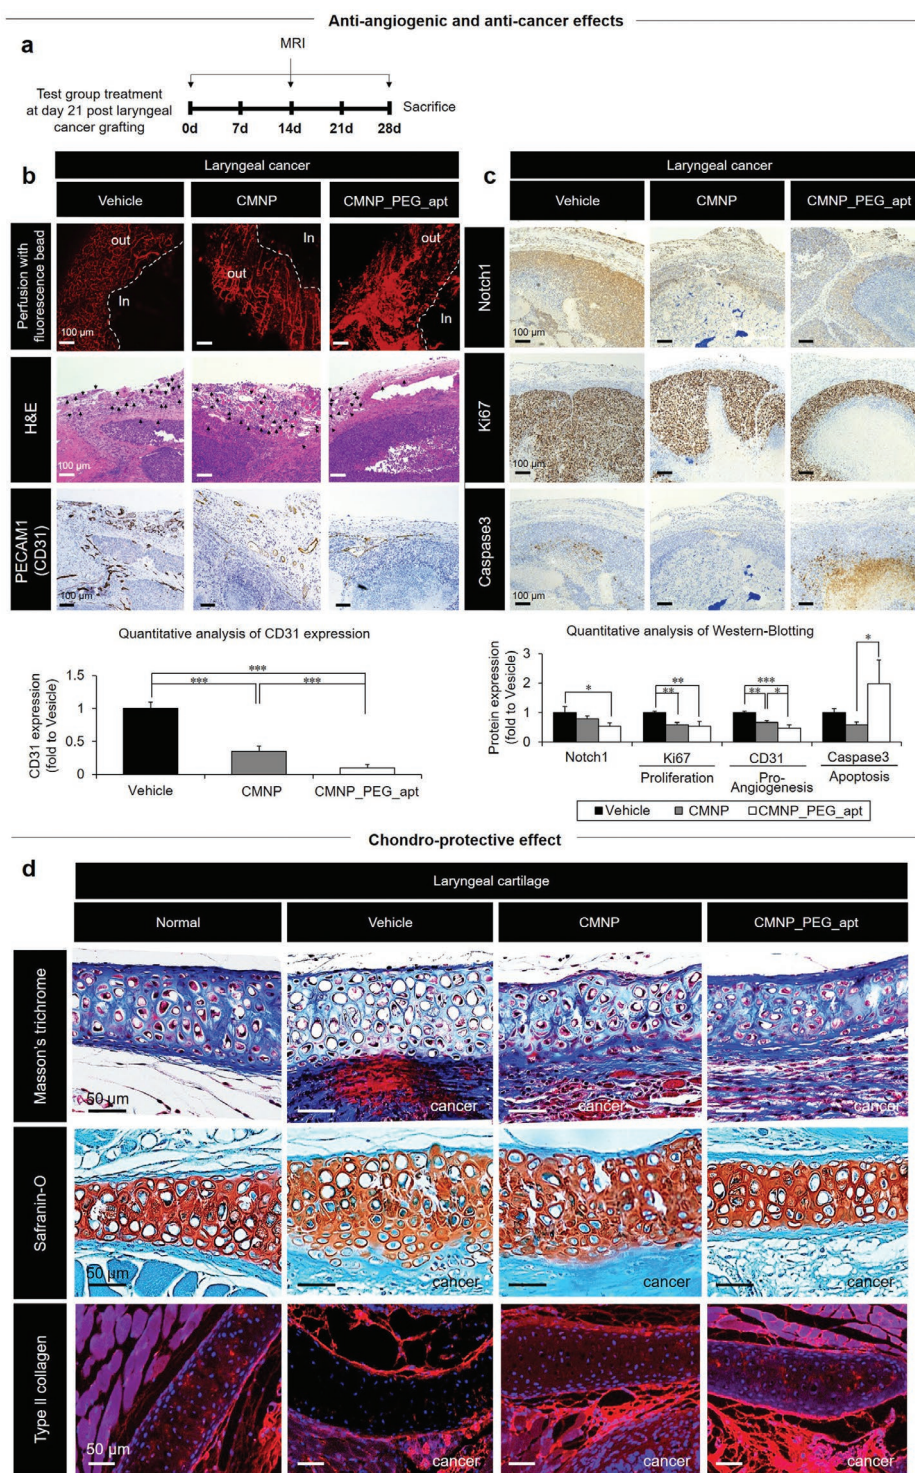 Anti-angiogenic and anti-cancer effects
a
MRI
Test group treatment
at day 21 post laryngeal
cancer grafting
0d 7d 14d 21d 28d
Sacrifice
b
Laryngeal cancer
Vehicle CMNP CMNP_PEG_apt
Perfusion with
fluorescence bead
out In
100 µm
In out
out In
H&E
100 µm
PECAM1
(CD31)
100 µm
Quantitative analysis of CD31 expression
CD31 expression
(fold to Vehicle)
1.5
1
0.5
0
***
*** ***
Vehicle CMNP CMNP_PEG_apt
c
Laryngeal cancer
Vehicle CMNP CMNP_PEG_apt
Notch1
100 µm
Ki67
100 µm
Caspase3
100 µm
Quantitative analysis of Western-Blotting
Protein expression
(fold to Vehicle)
3
2
1
0
*
**
**
***
** *
*
Notch1 Ki67 CD31 Caspase3
Proliferation Pro-
Angiogenesis Apoptosis
Vehicle CMNP CMNP_PEG_apt
Chondro-protective effect
d
Laryngeal cartilage
Normal Vehicle CMNP CMNP_PEG_apt
Masson's trichrome
50 µm cancer cancer cancer
Safranin-O
50 µm cancer cancer cancer
Type II collagen
50 µm cancer cancer cancer